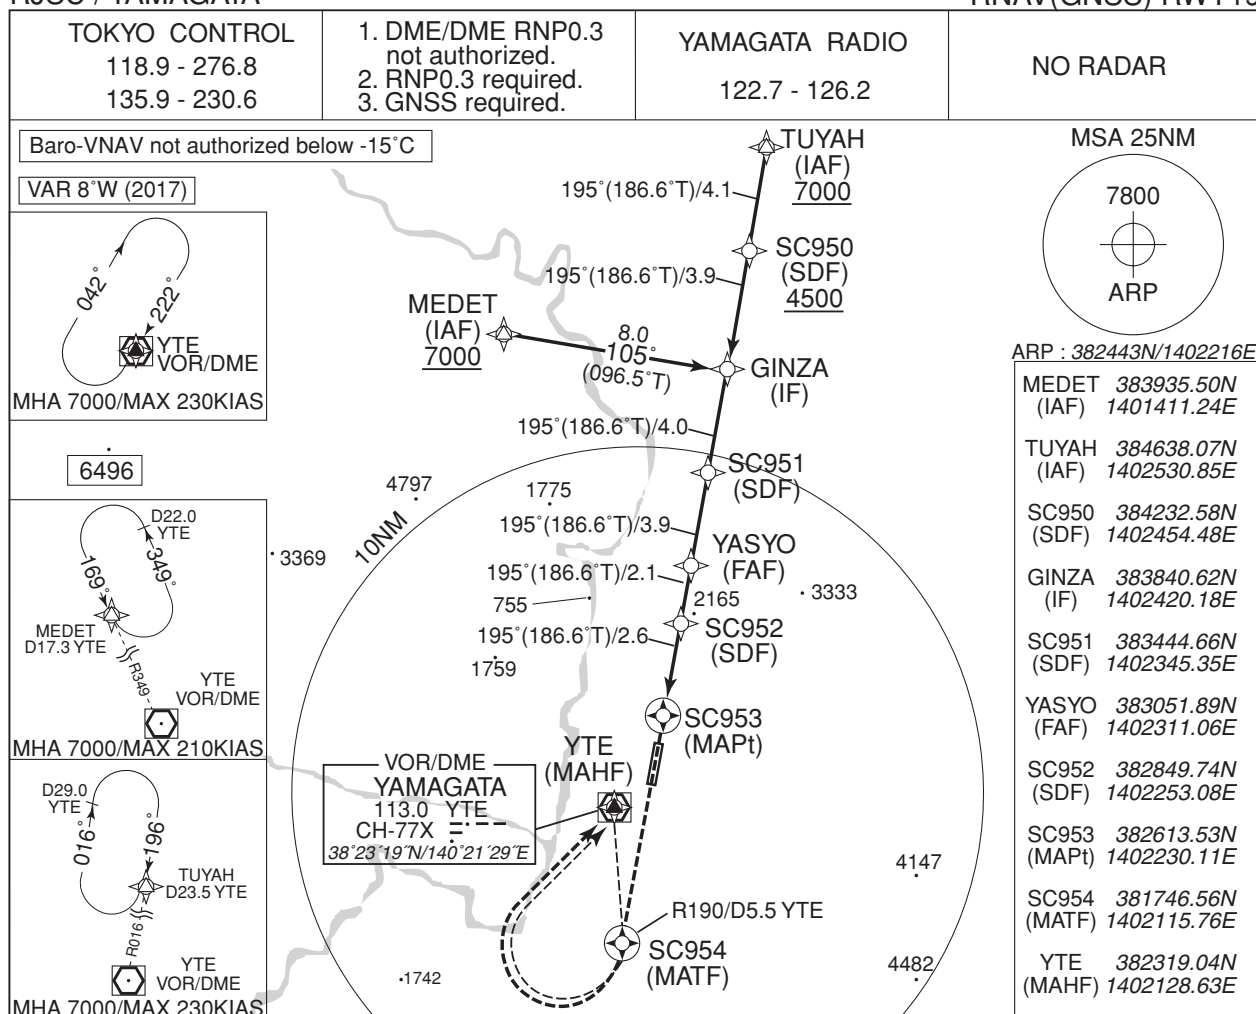 RJSC / YAMAGATA
RNAV(GNSS) RWY19
TOKYO CONTROL
118.9 - 276.8
135.9 - 230.6
1. DME/DME RNP0.3
not authorized.
2. RNP0.3 required.
3. GNSS required.
YAMAGATA RADIO
122.7 - 126.2
NO RADAR
Baro-VNAV not authorized below -15˚C
VAR 8˚W (2017)
042˚
222˚
YTE
VOR/DME
MHA 7000/MAX 230KIAS
6496
D22.0
YTE
169˚
349˚
MEDET
D17.3 YTE
R349
YTE
VOR/DME
MHA 7000/MAX 210KIAS
D29.0
YTE
016˚
196˚
TUYAH
D23.5 YTE
R016
YTE
VOR/DME
MHA 7000/MAX 230KIAS
TUYAH
(IAF)
7000
195˚(186.6˚T)/4.1
SC950
(SDF)
4500
195˚(186.6˚T)/3.9
MEDET
(IAF)
7000
8.0
105˚
(096.5˚T)
GINZA
(IF)
195˚(186.6˚T)/4.0
SC951
(SDF)
4797
1775
10NM
3369
195˚(186.6˚T)/3.9
YASYO
(FAF)
195˚(186.6˚T)/2.1
755
2165
3333
SC952
(SDF)
195˚(186.6˚T)/2.6
1759
SC953
(MAPt)
YTE
(MAHF)
VOR/DME
YAMAGATA
113.0 YTE
CH-77X
38˚23´19˝N/140˚21´29˝E
4147
R190/D5.5 YTE
SC954
(MATF)
1742
4482
MSA 25NM
7800
ARP
ARP : 382443N/1402216E
MEDET 383935.50N
(IAF) 1401411.24E
TUYAH 384638.07N
(IAF) 1402530.85E
SC950 384232.58N
(SDF) 1402454.48E
GINZA 383840.62N
(IF) 1402420.18E
SC951 383444.66N
(SDF) 1402345.35E
YASYO 383051.89N
(FAF) 1402311.06E
SC952 382849.74N
(SDF) 1402253.08E
SC953 382613.53N
(MAPt) 1402230.11E
SC954 381746.56N
(MATF) 1402115.76E
YTE 382319.04N
(MAHF) 1402128.63E